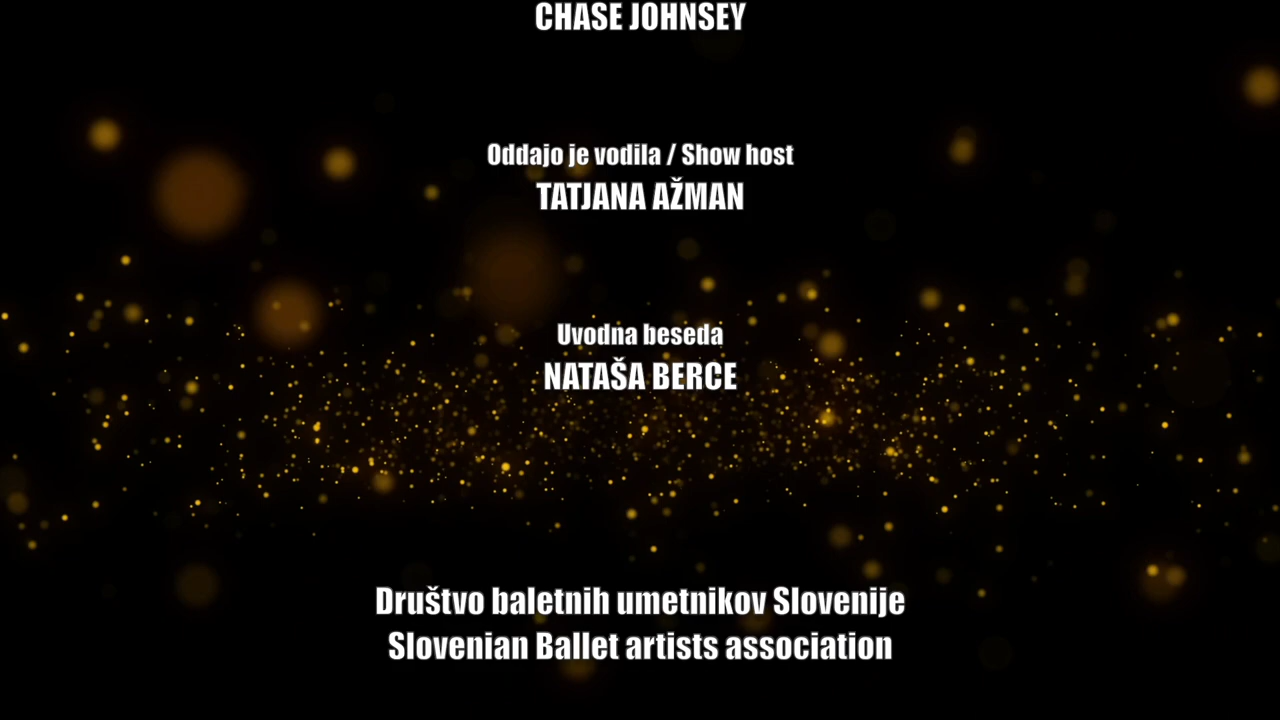 CHASE JOHNSEY
Oddajo je vodila / Show host
TATJANA AŽMAN
Uvodna beseda
NATAŠA BERCE
Društvo baletnih umetnikov Slovenije
Slovenian Ballet artists association